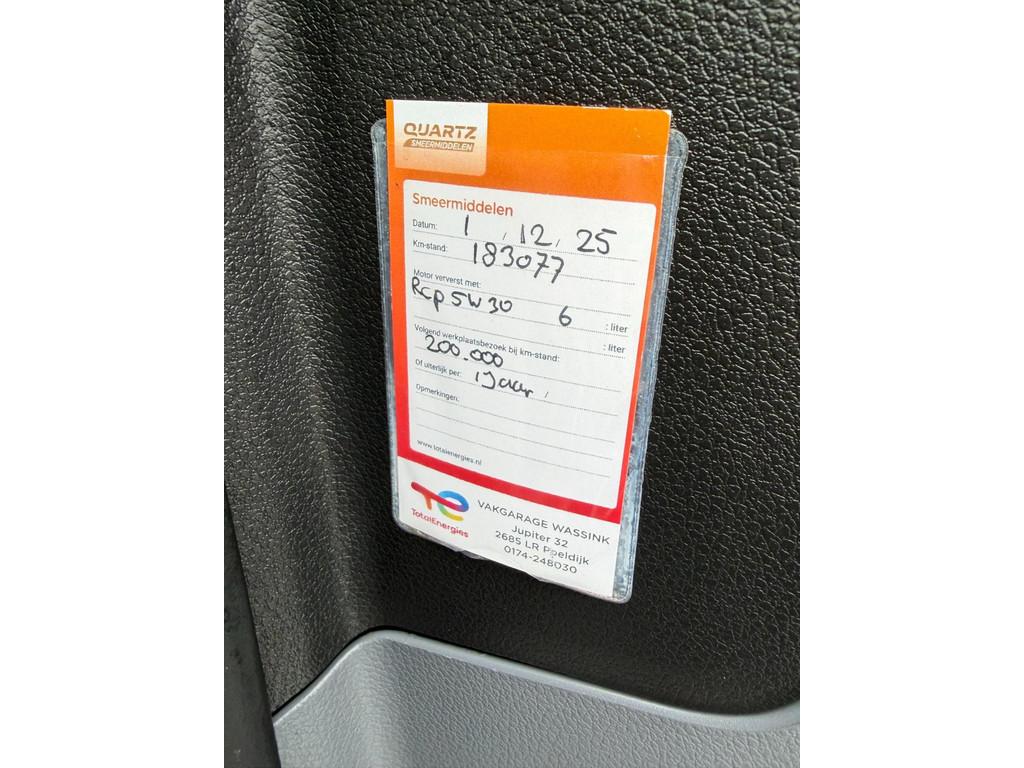 QUARTZ
SMEERMIDDELEN
Smeermiddelen
Datum: 1 , 12, 25
Km-stand: 183077
Motor ververst met:
Rcp 5W30 6 : liter
: liter
Volgend werkplaatsbezoek bij km-stand:
200.000
Of uiterlijk per: 1 Jaar,
Opmerkingen:
www.totalenergies.nl
TotalEnergies
VAKGARAGE WASSINK
Jupiter 32
2685 LR Poeldijk
0174-248030